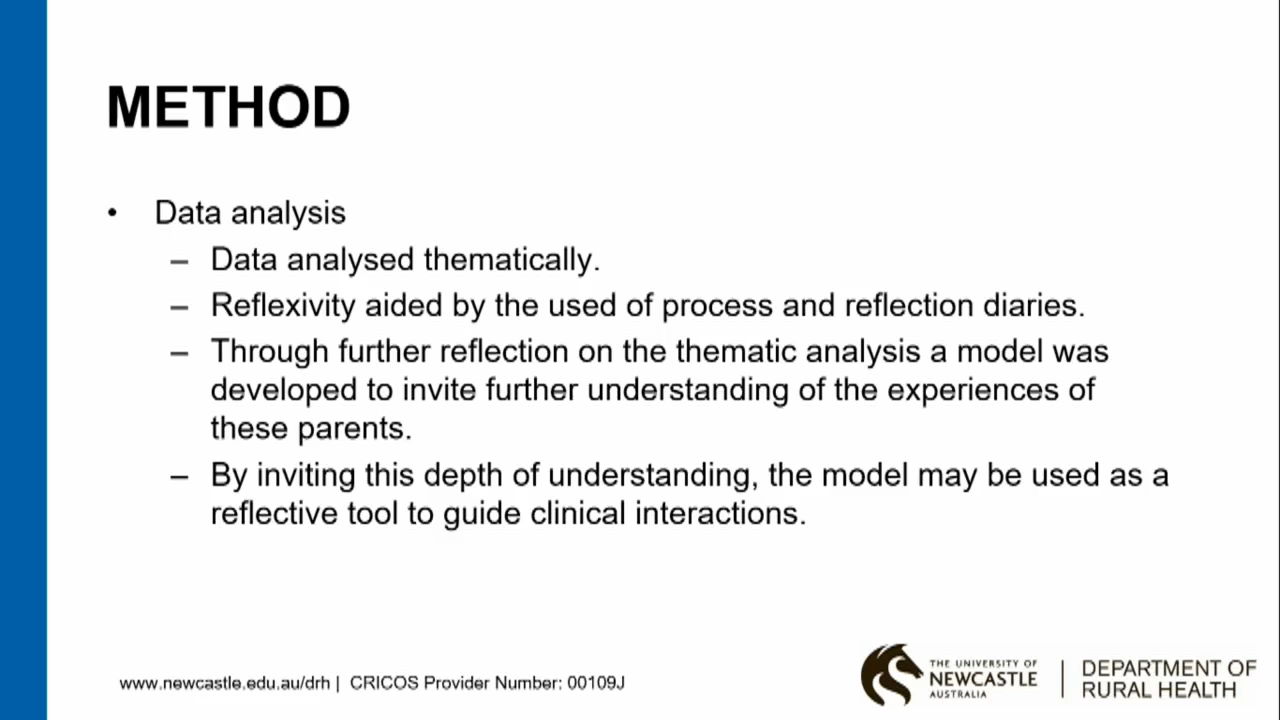 METHOD
• Data analysis
– Data analysed thematically.
– Reflexivity aided by the used of process and reflection diaries.
– Through further reflection on the thematic analysis a model was
developed to invite further understanding of the experiences of
these parents.
– By inviting this depth of understanding, the model may be used as a
reflective tool to guide clinical interactions.
www.newcastle.edu.au/drh | CRICOS Provider Number: 00109J
THE UNIVERSITY OF
NEWCASTLE
AUSTRALIA
DEPARTMENT OF
RURAL HEALTH